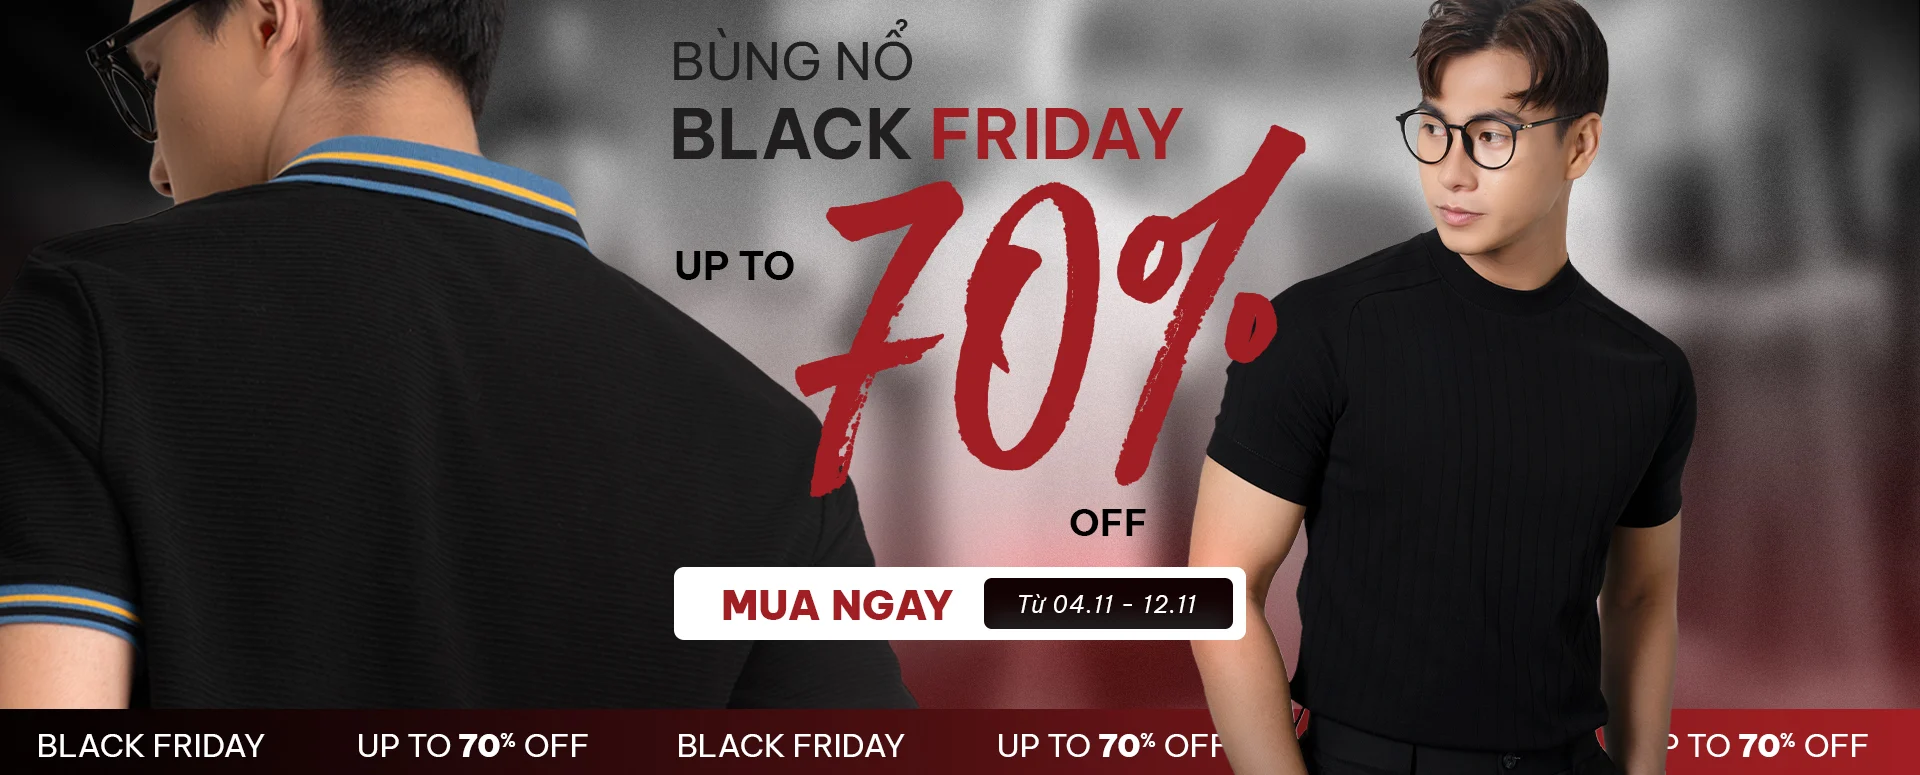 BÙNG NỔ
BLACK FRIDAY
UP TO 70%
OFF
MUA NGAY Từ 04.11 - 12.11
BLACK FRIDAY UP TO 70% OFF BLACK FRIDAY UP TO 70% OFF TO 70% OFF